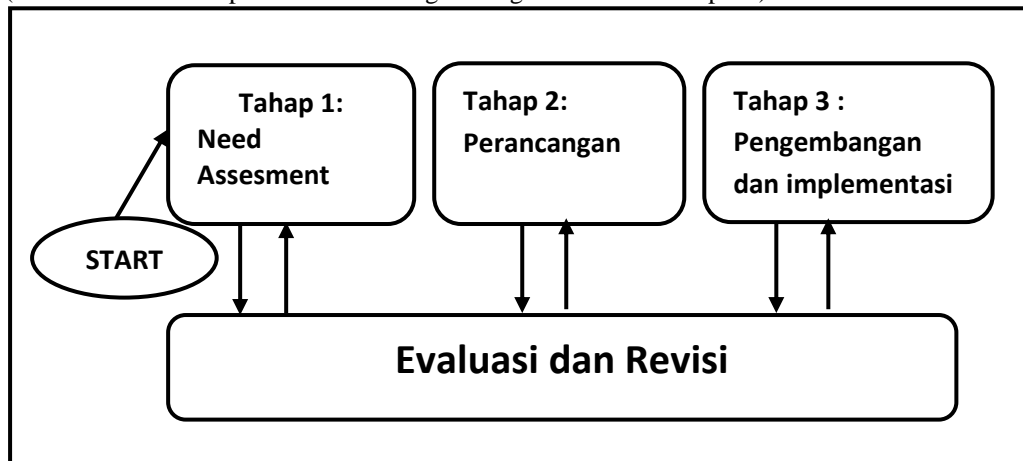 Tahap 1:
Need
Assesment
Tahap 2:
Perancangan
Tahap 3 :
Pengembangan
dan implementasi
START
Evaluasi dan Revisi